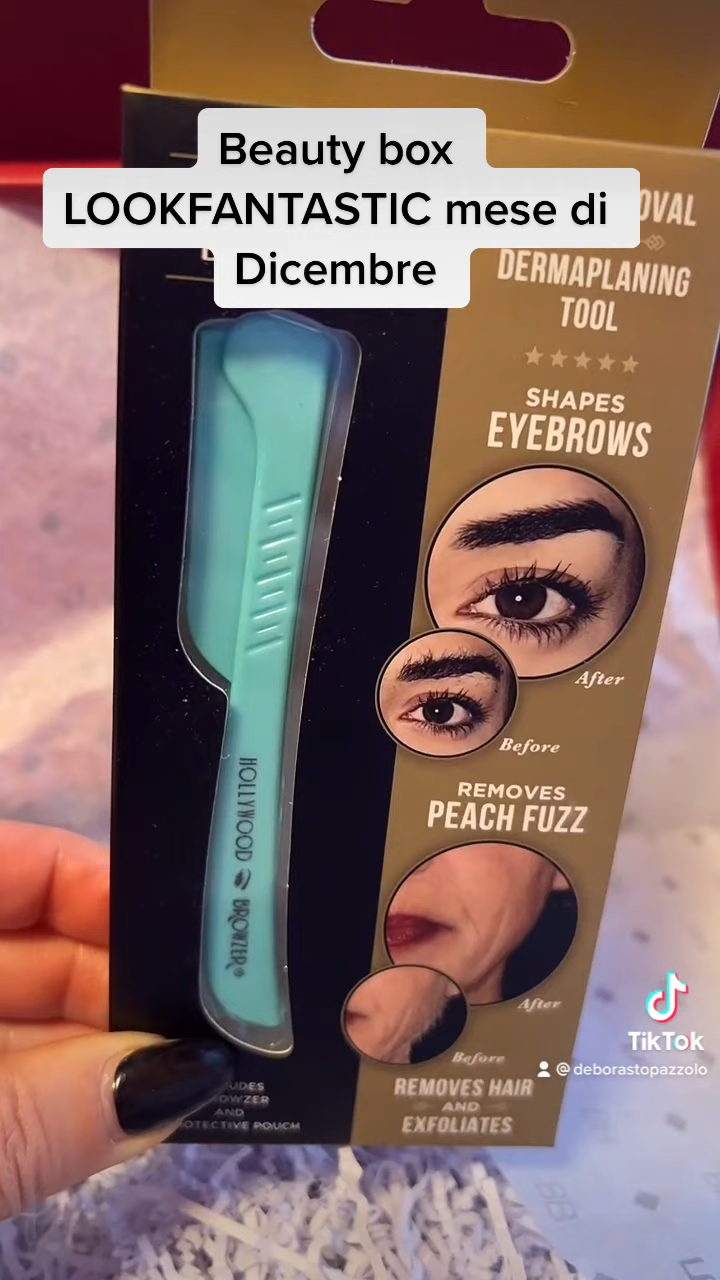 Beauty box
LOOKFANTASTIC mese di
Dicembre
DERMAPLANING
TOOL
SHAPES
EYEBROWS
After
Before
REMOVES
PEACH FUZZ
After
Before
REMOVES HAIR
AND
EXFOLIATES
HOLLYWOOD BROWZER®
AND
POUCH
TikTok
@deborastopazzolo